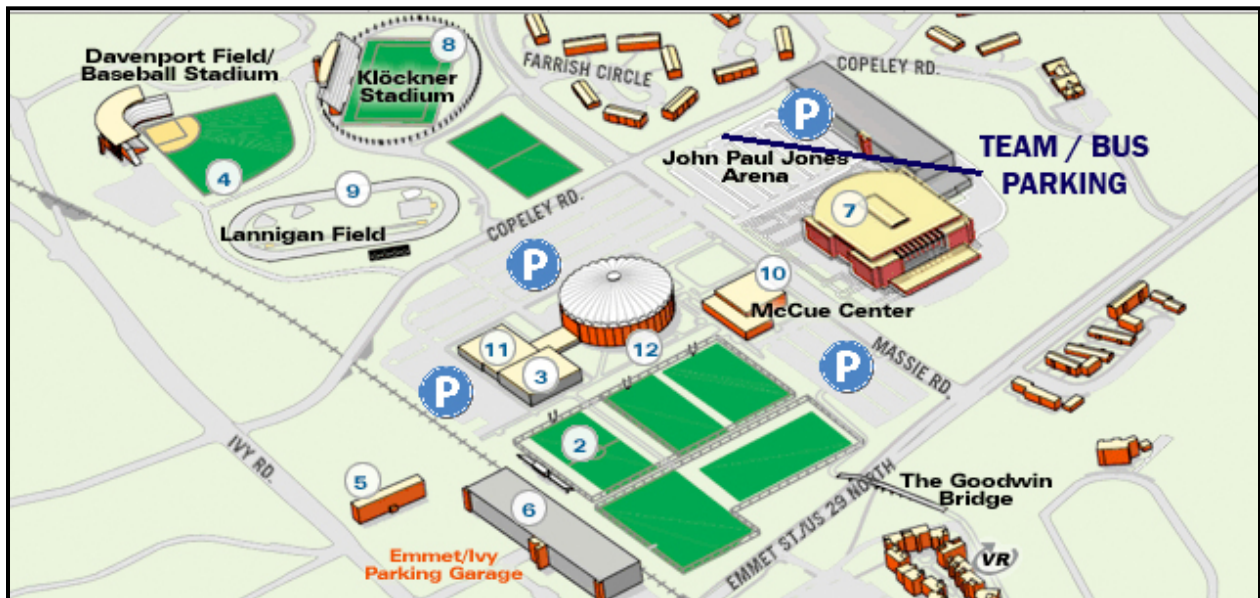 8
Davenport Field/
Baseball Stadium
Klöckner
Stadium
FARRISH CIRCLE
COPELEY RD.
P
TEAM / BUS
PARKING
John Paul Jones
Arena
4
9
7
Lannigan Field
COPELEY RD.
P
10
McCue Center
11
12
3
P
P
MASSIE RD.
IVY RD.
2
5
6
The Goodwin
Bridge
EMMET ST./US 29 NORTH
Emmet/Ivy
Parking Garage
VR